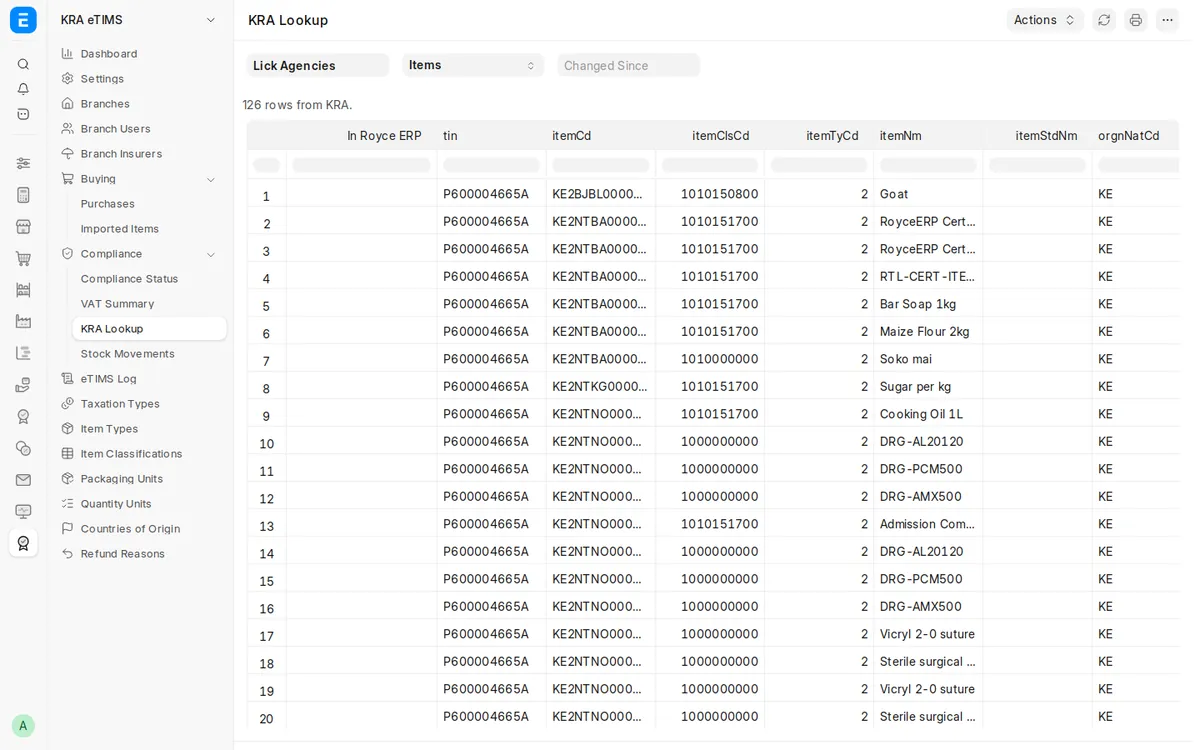 KRA eTIMS
Dashboard
Settings
Branches
Branch Users
Branch Insurers
Buying
Purchases
Imported Items
Compliance
Compliance Status
VAT Summary
KRA Lookup
Stock Movements
eTIMS Log
Taxation Types
Item Types
Item Classifications
Packaging Units
Quantity Units
Countries of Origin
Refund Reasons
A
KRA Lookup
Actions
Lick Agencies
Items
Changed Since
126 rows from KRA.
In Royce ERP tin itemCd itemClsCd itemTyCd itemNm itemStdNm orgnNatCd
1 P600004665A KE2BJBL0000... 1010150800 2 Goat KE
2 P600004665A KE2NTBA0000... 1010151700 2 RoyceERP Cert... KE
3 P600004665A KE2NTBA0000... 1010151700 2 RoyceERP Cert... KE
4 P600004665A KE2NTBA0000... 1010151700 2 RTL-CERT-ITE... KE
5 P600004665A KE2NTBA0000... 1010151700 2 Bar Soap 1kg KE
6 P600004665A KE2NTBA0000... 1010151700 2 Maize Flour 2kg KE
7 P600004665A KE2NTBA0000... 1010000000 2 Soko mai KE
8 P600004665A KE2NTKG0000... 1010151700 2 Sugar per kg KE
9 P600004665A KE2NTNO000... 1010151700 2 Cooking Oil 1L KE
10 P600004665A KE2NTNO000... 1000000000 2 DRG-AL20120 KE
11 P600004665A KE2NTNO000... 1000000000 2 DRG-PCM500 KE
12 P600004665A KE2NTNO000... 1000000000 2 DRG-AMX500 KE
13 P600004665A KE2NTNO000... 1010151700 2 Admission Com... KE
14 P600004665A KE2NTNO000... 1000000000 2 DRG-AL20120 KE
15 P600004665A KE2NTNO000... 1000000000 2 DRG-PCM500 KE
16 P600004665A KE2NTNO000... 1000000000 2 DRG-AMX500 KE
17 P600004665A KE2NTNO000... 1000000000 2 Vicryl 2-0 suture KE
18 P600004665A KE2NTNO000... 1000000000 2 Sterile surgical ... KE
19 P600004665A KE2NTNO000... 1000000000 2 Vicryl 2-0 suture KE
20 P600004665A KE2NTNO000... 1000000000 2 Sterile surgical ... KE